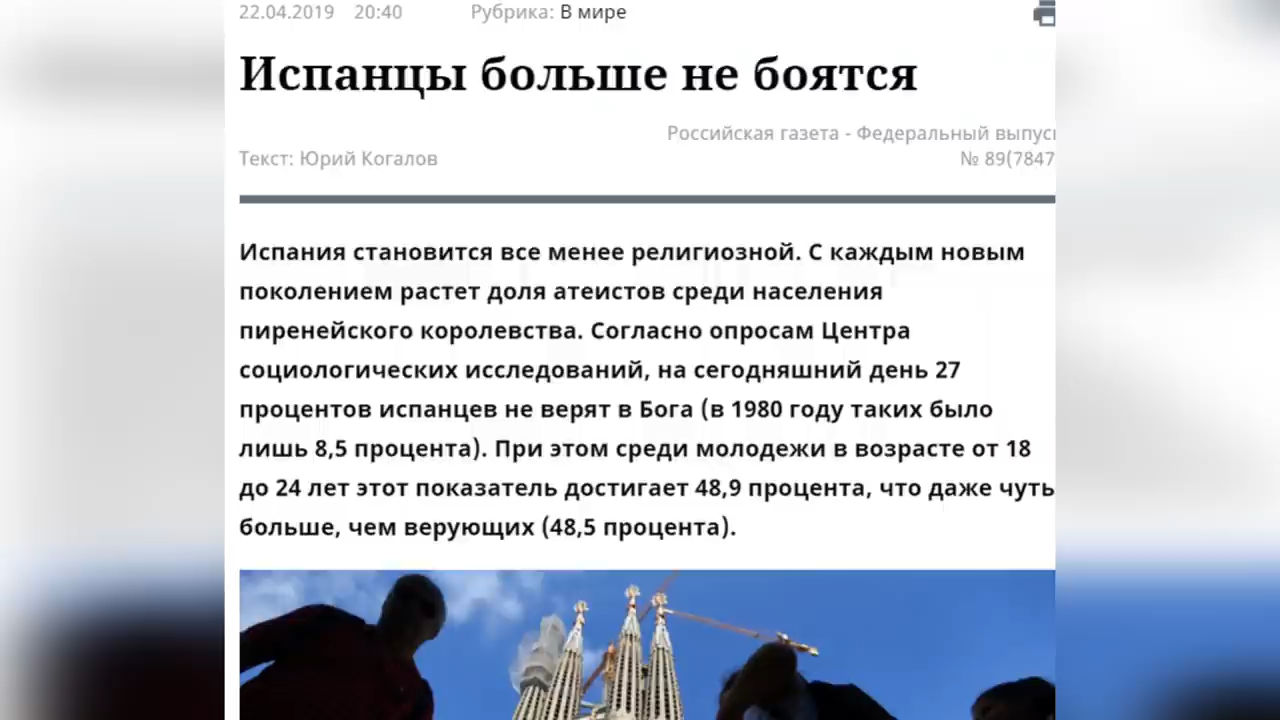 22.04.2019 20:40 Рубрика: В мире
Испанцы больше не боятся
Российская газета - Федеральный выпуск
Текст: Юрий Когалов № 89(7847
Испания становится все менее религиозной. С каждым новым
поколением растет доля атеистов среди населения
пиренейского королевства. Согласно опросам Центра
социологических исследований, на сегодняшний день 27
процентов испанцев не верят в Бога (в 1980 году таких было
лишь 8,5 процента). При этом среди молодежи в возрасте от 18
до 24 лет этот показатель достигает 48,9 процента, что даже чуть
больше, чем верующих (48,5 процента).